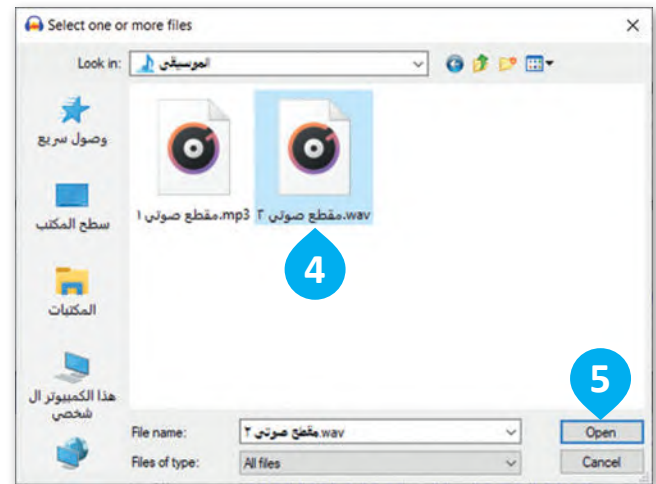 Select one or more files
Look in: الموسيقى
وصول سريع
سطح المكتب
المكتبات
هذا الكمبيوتر ال
شخصي
مقطع صوتي ١.mp3
مقطع صوتي ٢.wav
4
5
File name: مقطع صوتي ٢.wav
Open
Files of type: All files
Cancel